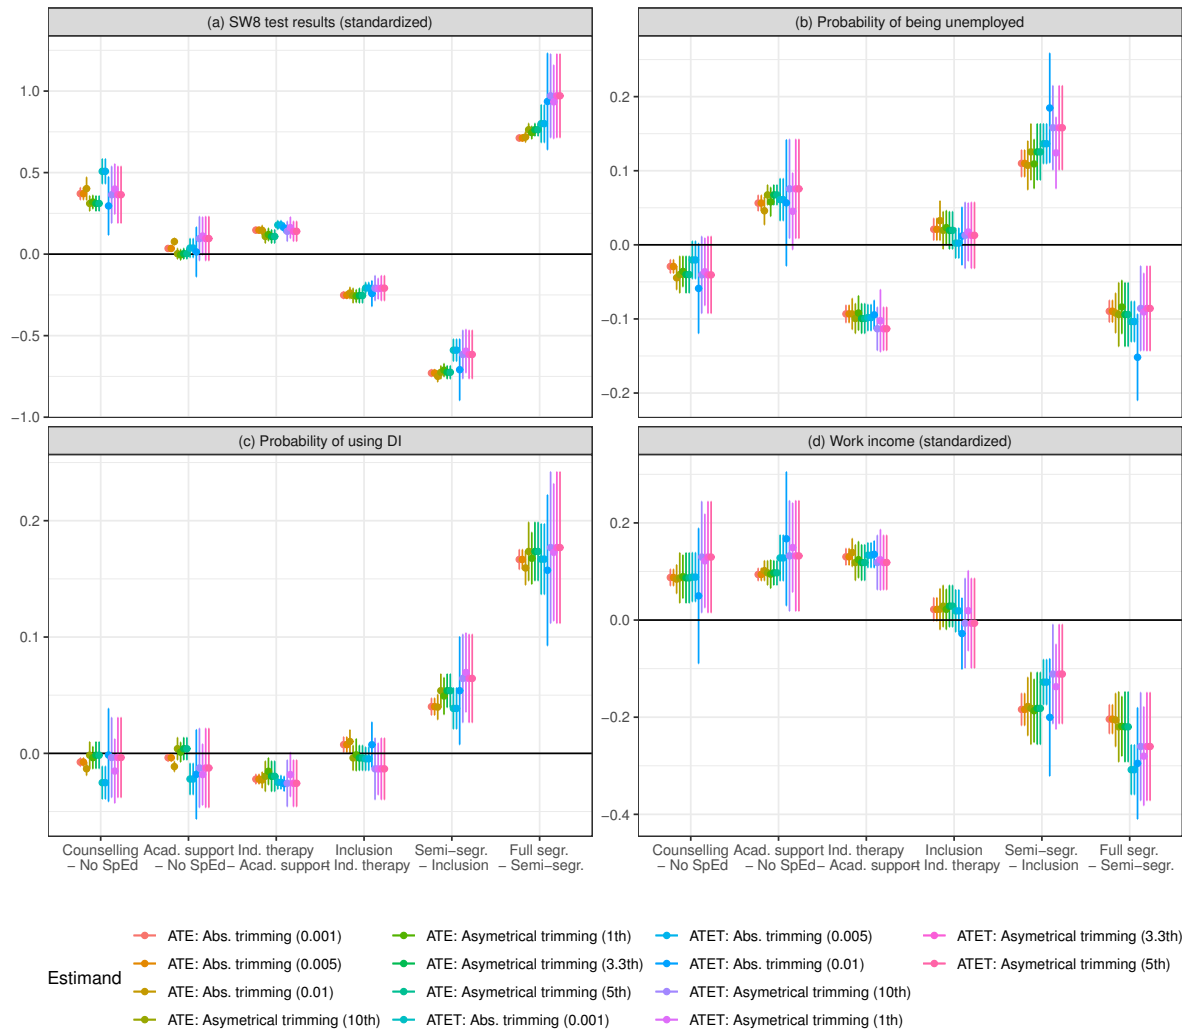 (a) SW8 test results (standardized)
(b) Probability of being unemployed
1.0
0.5
0.0
−0.5
−1.0
0.2
0.1
0.0
−0.1
−0.2
(c) Probability of using DI
(d) Work income (standardized)
0.2
0.1
0.0
0.2
0.0
−0.2
−0.4
Counselling
− No SpEd
Acad. support
− No SpEd
Ind. therapy
− Acad. support
Inclusion
− Ind. therapy
Semi−segr.
− Inclusion
Full segr.
− Semi−segr.
Counselling
− No SpEd
Acad. support
− No SpEd
Ind. therapy
− Acad. support
Inclusion
− Ind. therapy
Semi−segr.
− Inclusion
Full segr.
− Semi−segr.
Estimand
ATE: Abs. trimming (0.001)
ATE: Abs. trimming (0.005)
ATE: Abs. trimming (0.01)
ATE: Asymetrical trimming (10th)
ATE: Asymetrical trimming (1th)
ATE: Asymetrical trimming (3.3th)
ATE: Asymetrical trimming (5th)
ATET: Abs. trimming (0.001)
ATET: Abs. trimming (0.005)
ATET: Abs. trimming (0.01)
ATET: Asymetrical trimming (10th)
ATET: Asymetrical trimming (1th)
ATET: Asymetrical trimming (3.3th)
ATET: Asymetrical trimming (5th)